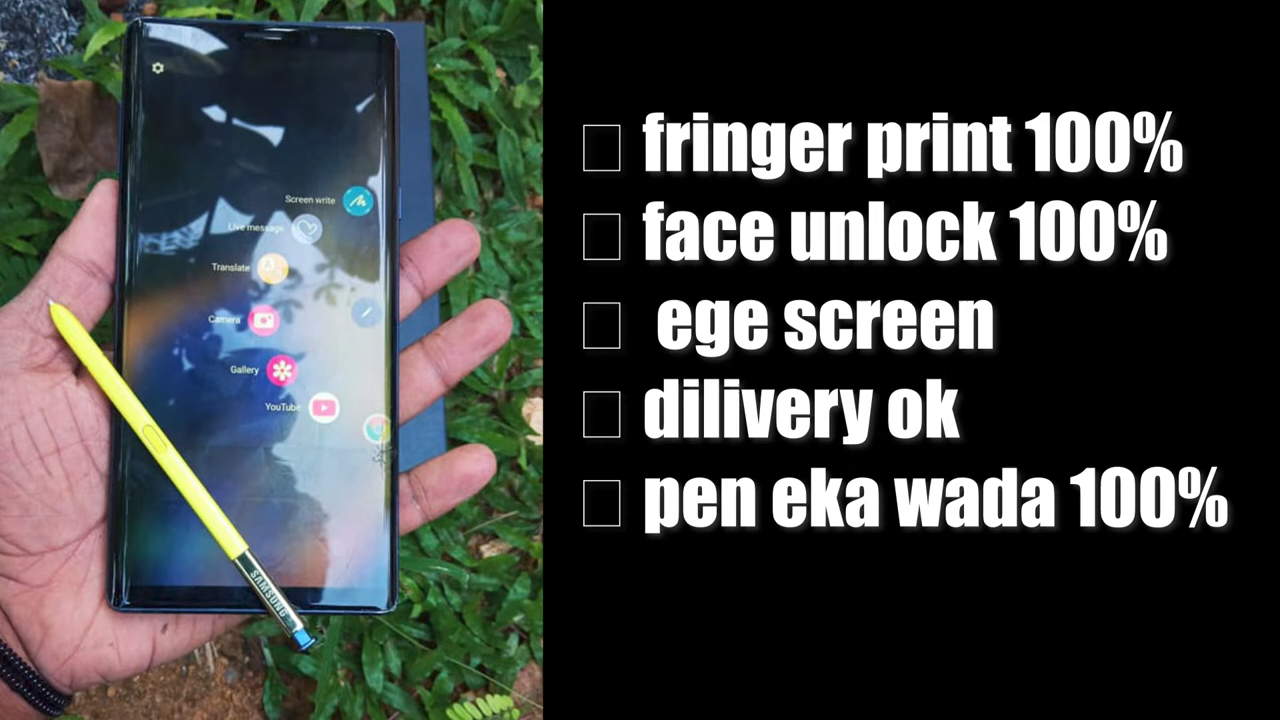 Screen write
Live message
Translate
Camera
Gallery
YouTube
SAMSUNG
fringer print 100%
face unlock 100%
ege screen
dilivery ok
pen eka wada 100%